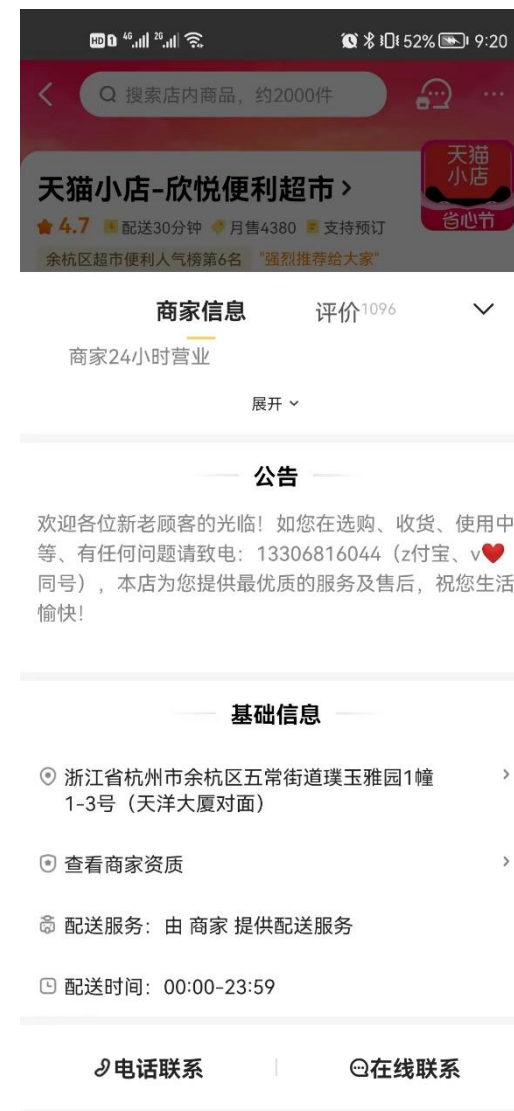 HD 1 4G 2G 52% 9:20
搜索店内商品，约2000件
天猫小店-欣悦便利超市
天猫
小店
省心节
4.7 配送30分钟 月售4380 支持预订
余杭区超市便利人气榜第6名 "强烈推荐给大家"
商家信息 评价1096
商家24小时营业
展开
公告
欢迎各位新老顾客的光临！如您在选购、收货、使用中
等、有任何问题请致电：13306816044（z付宝、v❤
同号），本店为您提供最优质的服务及售后，祝您生活
愉快！
基础信息
浙江省杭州市余杭区五常街道璞玉雅园1幢
1-3号（天洋大厦对面）
查看商家资质
配送服务：由 商家 提供配送服务
配送时间：00:00-23:59
电话联系 在线联系